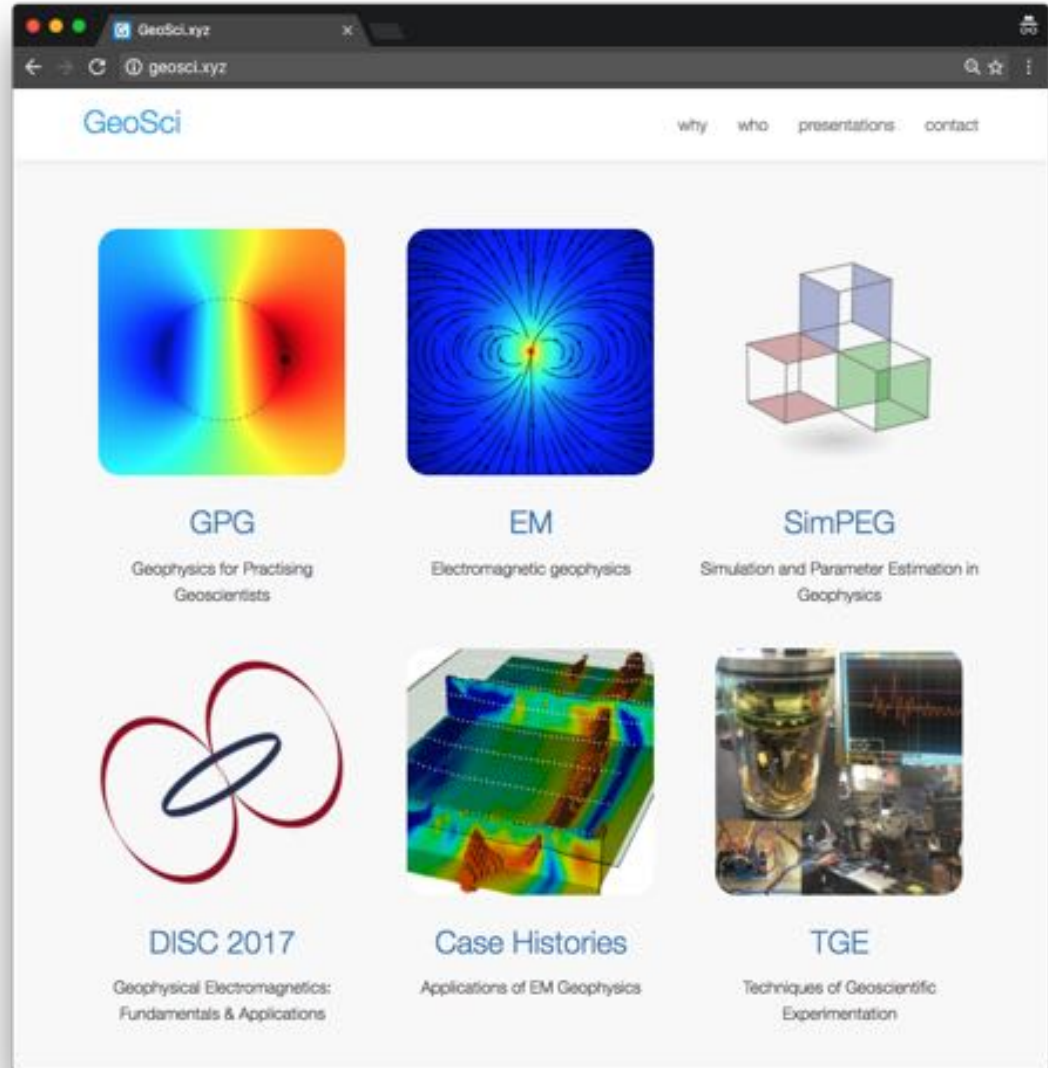 GeoSci.xyz
geosci.xyz
GeoSci
why who presentations contact
GPG
Geophysics for Practising
Geoscientists
EM
Electromagnetic geophysics
SimPEG
Simulation and Parameter Estimation in
Geophysics
DISC 2017
Geophysical Electromagnetics:
Fundamentals & Applications
Case Histories
Applications of EM Geophysics
TGE
Techniques of Geoscientific
Experimentation